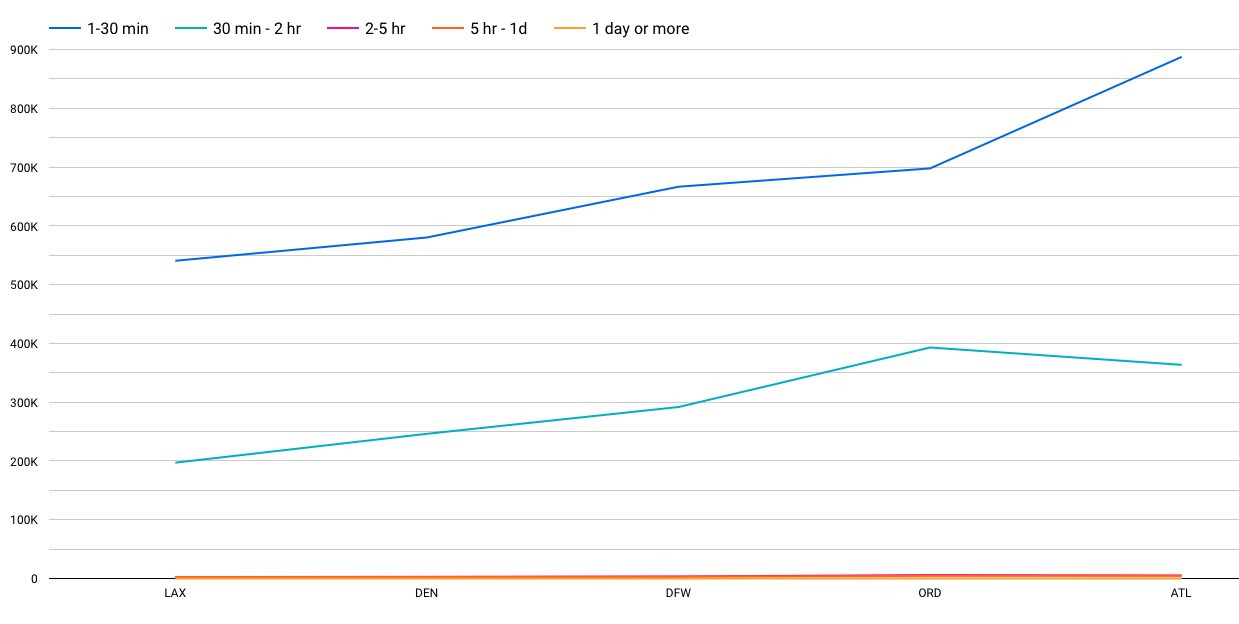 1-30 min 30 min - 2 hr 2-5 hr 5 hr - 1d 1 day or more
900K
800K
700K
600K
500K
400K
300K
200K
100K
0
LAX DEN DFW ORD ATL